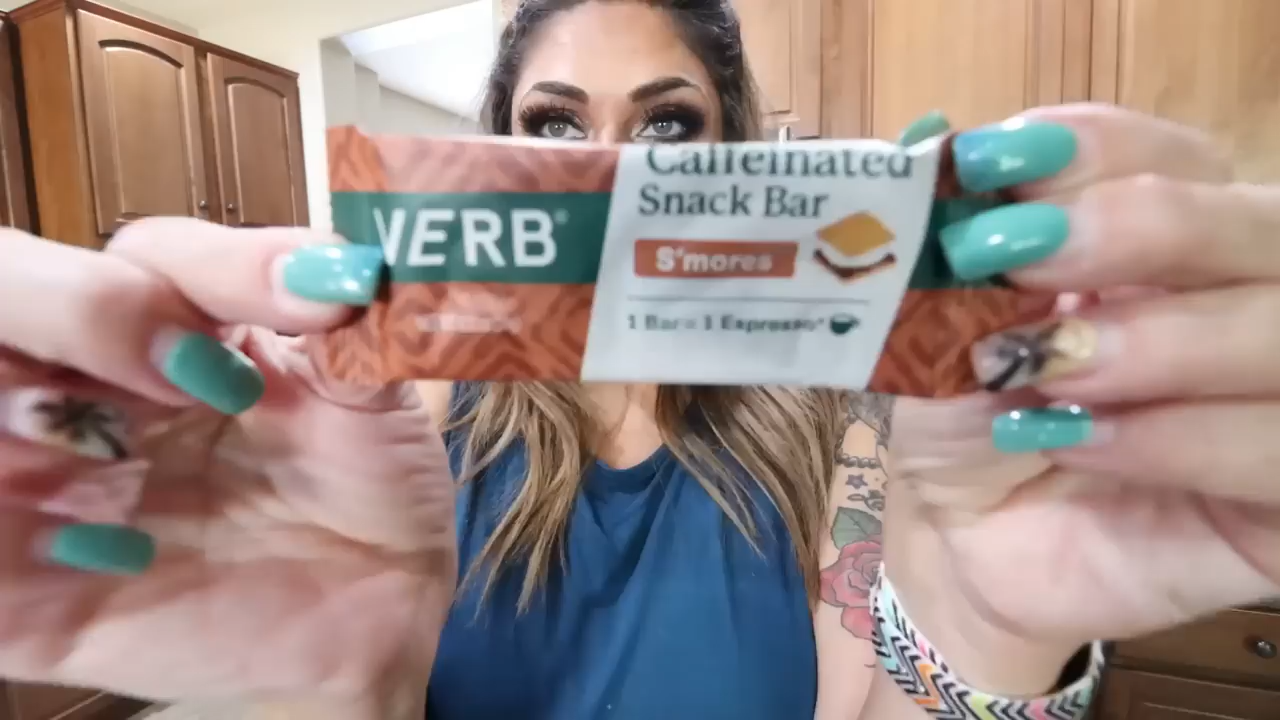 VERB®
Caffeinated
Snack Bar
S'mores
1 Bar = 1 Espresso*